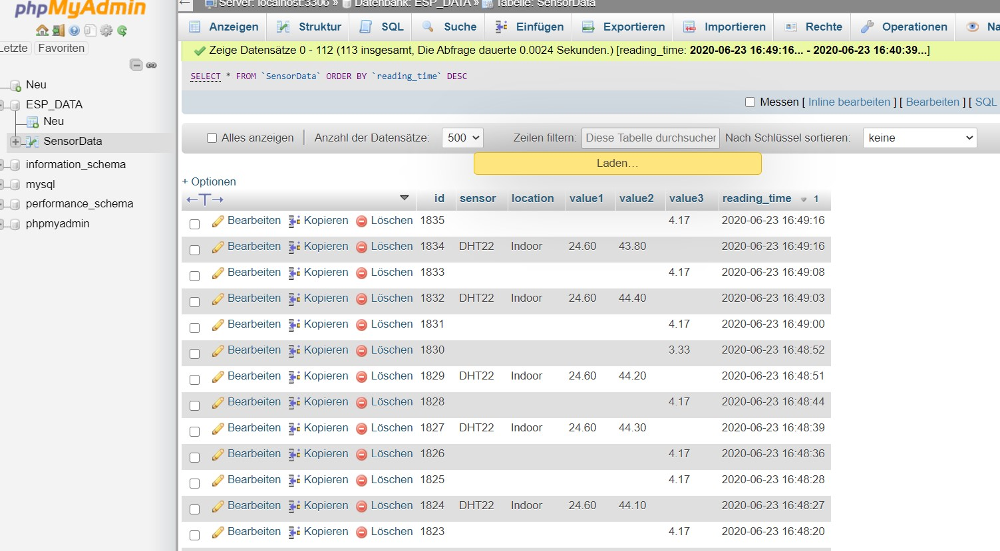 phpMyAdmin
Letzte Favoriten
Neu
ESP_DATA
Neu
SensorData
information_schema
mysql
performance_schema
phpmyadmin
Server: localhost:3306 » Datenbank: ESP_DATA » Tabelle: SensorData
Anzeigen Struktur SQL Suche Einfügen Exportieren Importieren Rechte Operationen Na
Zeige Datensätze 0 - 112 (113 insgesamt, Die Abfrage dauerte 0.0024 Sekunden.) [reading_time: 2020-06-23 16:49:16... - 2020-06-23 16:40:39...]
SELECT * FROM `SensorData` ORDER BY `reading_time` DESC
Messen [ Inline bearbeiten ] [ Bearbeiten ] [ SQL
Alles anzeigen Anzahl der Datensätze: 500 Zeilen filtern: Diese Tabelle durchsuchen Nach Schlüssel sortieren: keine
Laden…
+ Optionen
←T→ id sensor location value1 value2 value3 reading_time 1
Bearbeiten Kopieren Löschen 1835 4.17 2020-06-23 16:49:16
Bearbeiten Kopieren Löschen 1834 DHT22 Indoor 24.60 43.80 2020-06-23 16:49:16
Bearbeiten Kopieren Löschen 1833 4.17 2020-06-23 16:49:08
Bearbeiten Kopieren Löschen 1832 DHT22 Indoor 24.60 44.40 2020-06-23 16:49:03
Bearbeiten Kopieren Löschen 1831 4.17 2020-06-23 16:49:00
Bearbeiten Kopieren Löschen 1830 3.33 2020-06-23 16:48:52
Bearbeiten Kopieren Löschen 1829 DHT22 Indoor 24.60 44.20 2020-06-23 16:48:51
Bearbeiten Kopieren Löschen 1828 4.17 2020-06-23 16:48:44
Bearbeiten Kopieren Löschen 1827 DHT22 Indoor 24.60 44.30 2020-06-23 16:48:39
Bearbeiten Kopieren Löschen 1826 4.17 2020-06-23 16:48:36
Bearbeiten Kopieren Löschen 1825 4.17 2020-06-23 16:48:28
Bearbeiten Kopieren Löschen 1824 DHT22 Indoor 24.60 44.10 2020-06-23 16:48:27
Bearbeiten Kopieren Löschen 1823 4.17 2020-06-23 16:48:20